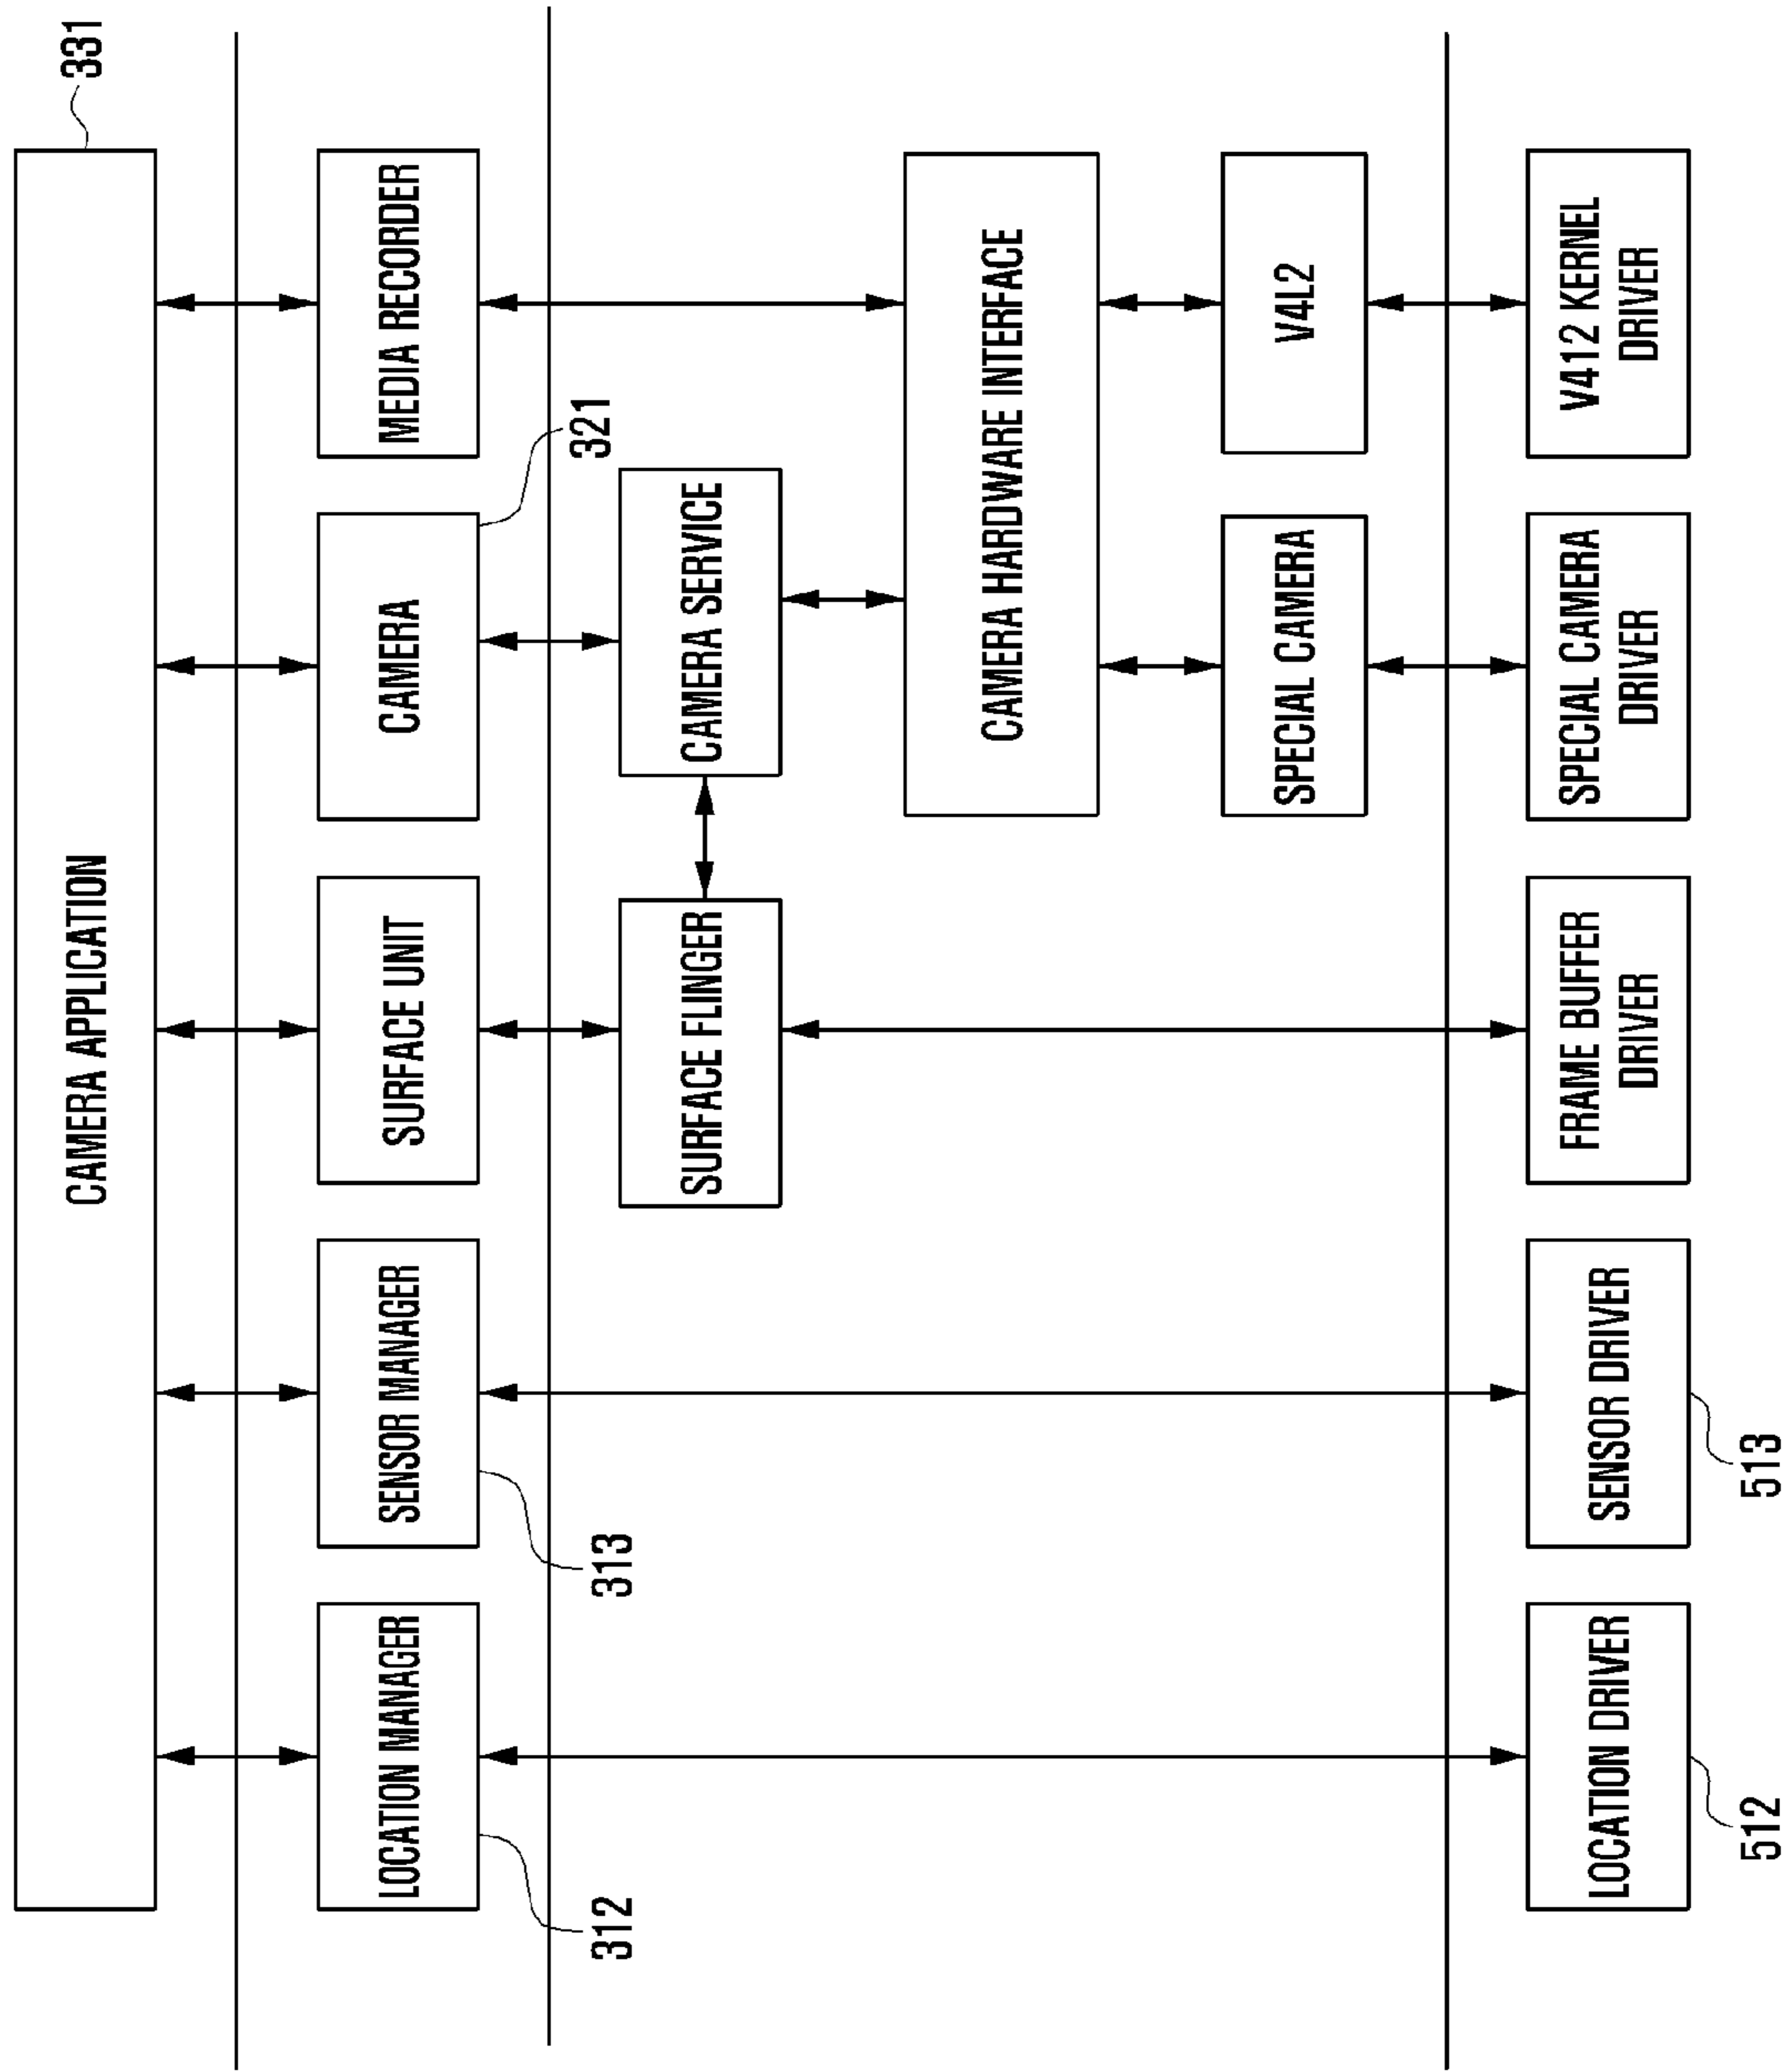 CAMERA APPLICATION
331
LOCATION MANAGER
312
SENSOR MANAGER
313
SURFACE UNIT
CAMERA
321
MEDIA RECORDER
SURFACE FLINGER
CAMERA SERVICE
CAMERA HARDWARE INTERFACE
SPECIAL CAMERA
V4L2
LOCATION DRIVER
512
SENSOR DRIVER
513
FRAME BUFFER
DRIVER
SPECIAL CAMERA
DRIVER
V412 KERNEL
DRIVER